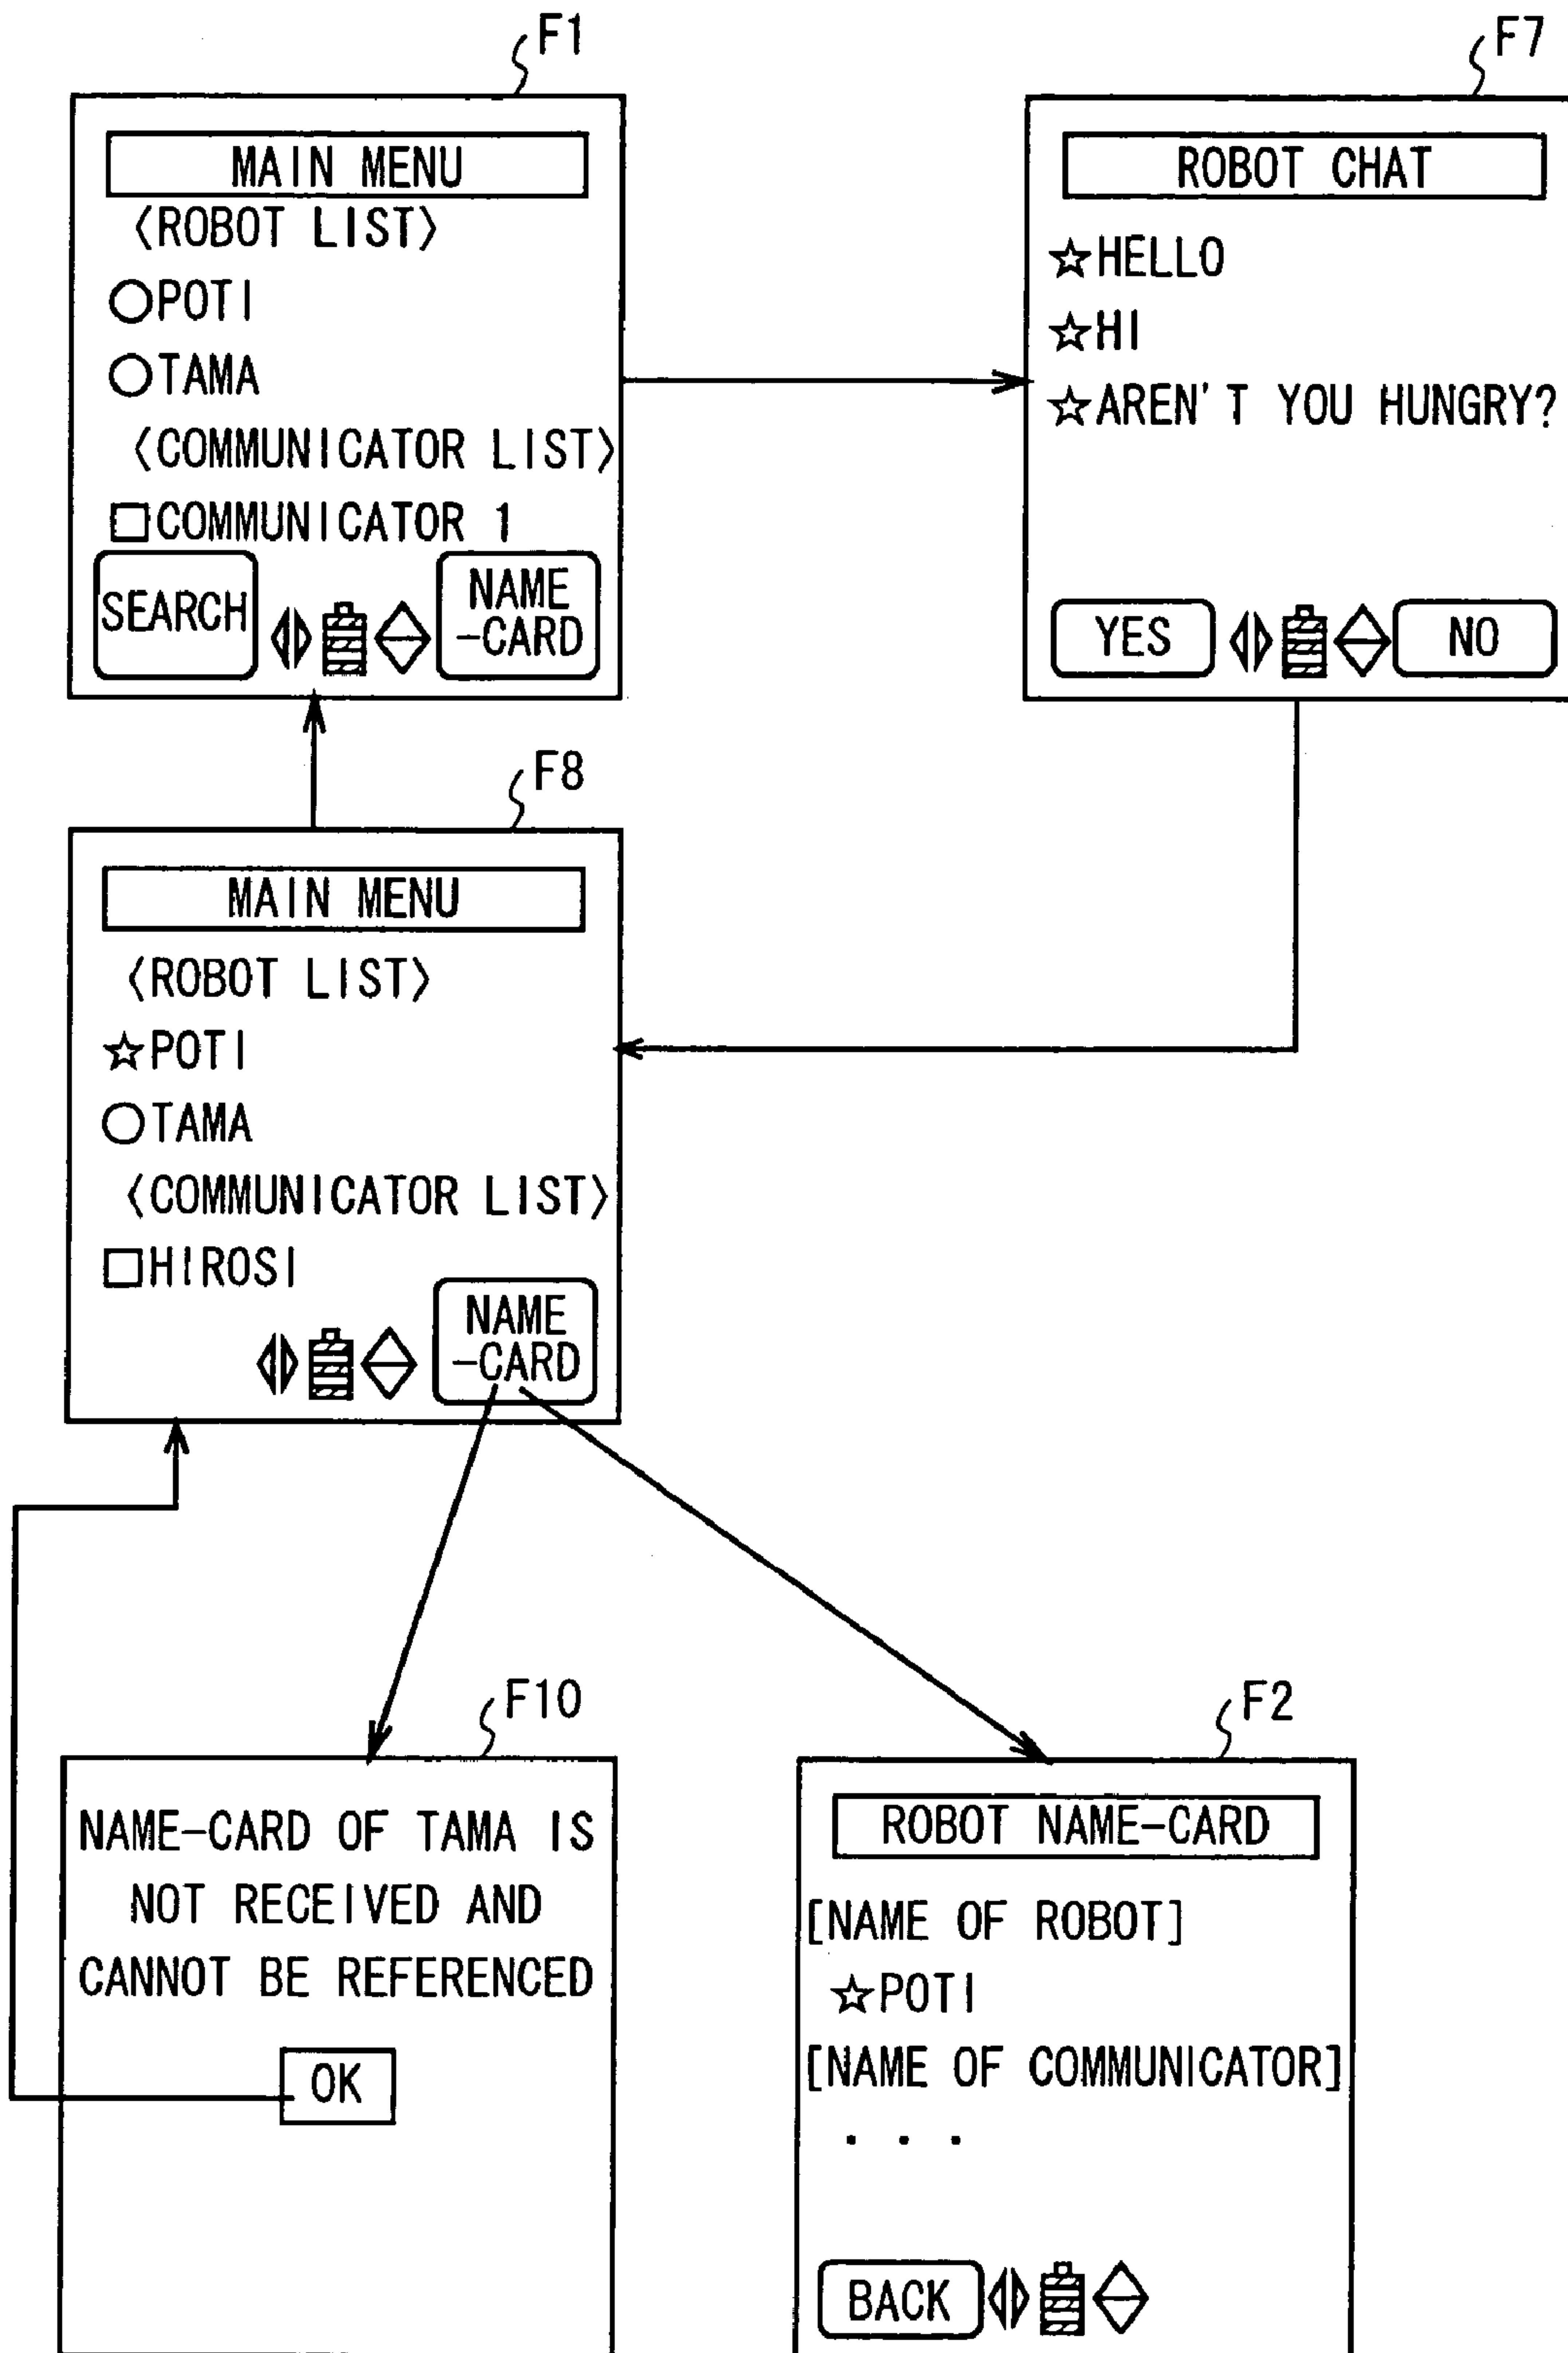 F1
MAIN MENU
〈ROBOT LIST〉
○POTI
○TAMA
〈COMMUNICATOR LIST〉
□COMMUNICATOR 1
SEARCH
NAME
-CARD
F7
ROBOT CHAT
☆HELLO
☆HI
☆AREN'T YOU HUNGRY?
YES
NO
F8
MAIN MENU
〈ROBOT LIST〉
☆POTI
○TAMA
〈COMMUNICATOR LIST〉
□HIROSI
NAME
-CARD
F10
NAME-CARD OF TAMA IS
NOT RECEIVED AND
CANNOT BE REFERENCED
OK
F2
ROBOT NAME-CARD
[NAME OF ROBOT]
☆POTI
[NAME OF COMMUNICATOR]
. . .
BACK